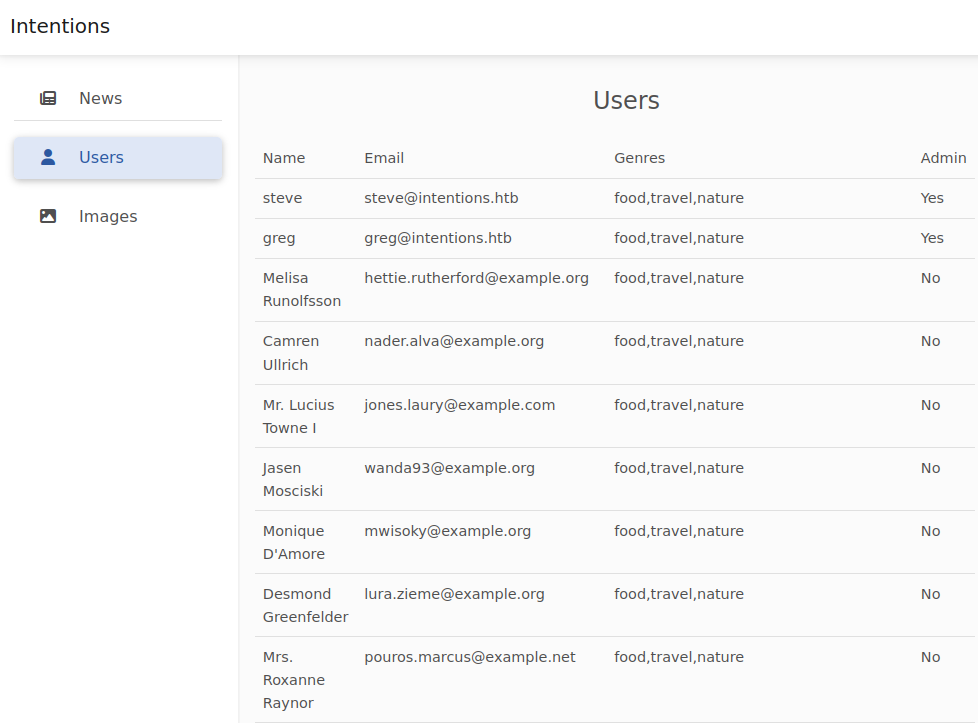 Intentions
News
Users
Images
Users
Name Email Genres Admin
steve steve@intentions.htb food,travel,nature Yes
greg greg@intentions.htb food,travel,nature Yes
Melisa hettie.rutherford@example.org food,travel,nature No
Runolfsson
Camren nader.alva@example.org food,travel,nature No
Ullrich
Mr. Lucius jones.laury@example.com food,travel,nature No
Towne I
Jasen wanda93@example.org food,travel,nature No
Mosciski
Monique mwisoky@example.org food,travel,nature No
D'Amore
Desmond lura.zieme@example.org food,travel,nature No
Greenfelder
Mrs. pouros.marcus@example.net food,travel,nature No
Roxanne
Raynor